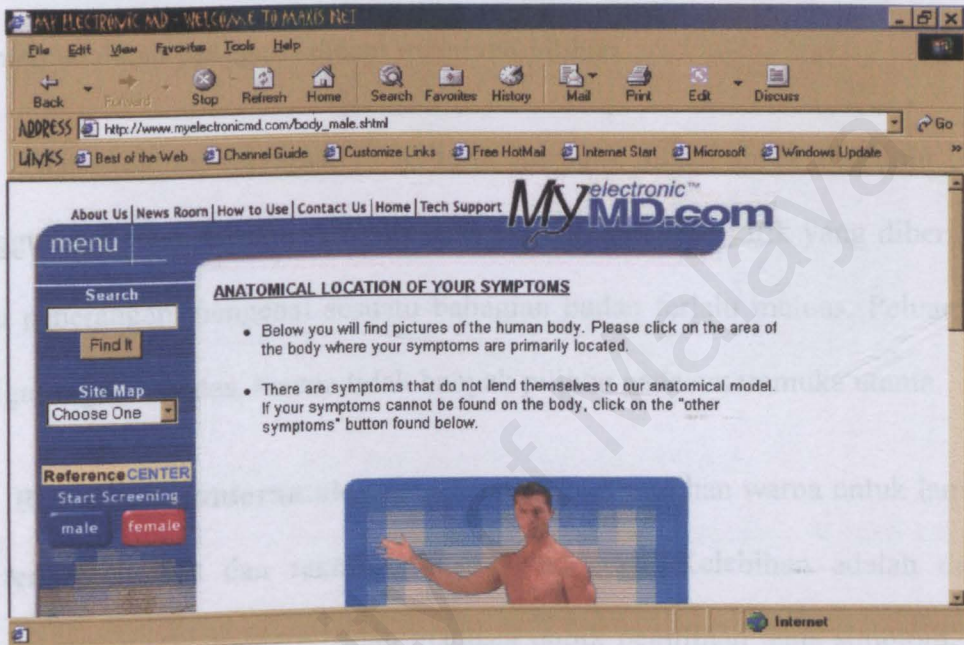 MY ELECTRONIC MD - WELCOME TO MAXIS NET
File Edit View Favorites Tools Help
Back Forward Stop Refresh Home Search Favorites History Mail Print Edit Discuss
ADDRESS http://www.myelectronicmd.com/body_male.shtml Go
LINKS Best of the Web Channel Guide Customize Links Free HotMail Internet Start Microsoft Windows Update
About Us | News Room | How to Use | Contact Us | Home | Tech Support
My electronic™ MD.com
menu
Search
Find It
Site Map
Choose One
Reference CENTER
Start Screening
male female
ANATOMICAL LOCATION OF YOUR SYMPTOMS
• Below you will find pictures of the human body. Please click on the area of
the body where your symptoms are primarily located.
• There are symptoms that do not lend themselves to our anatomical model.
If your symptoms cannot be found on the body, click on the "other
symptoms" button found below.
Internet
University of Malaya